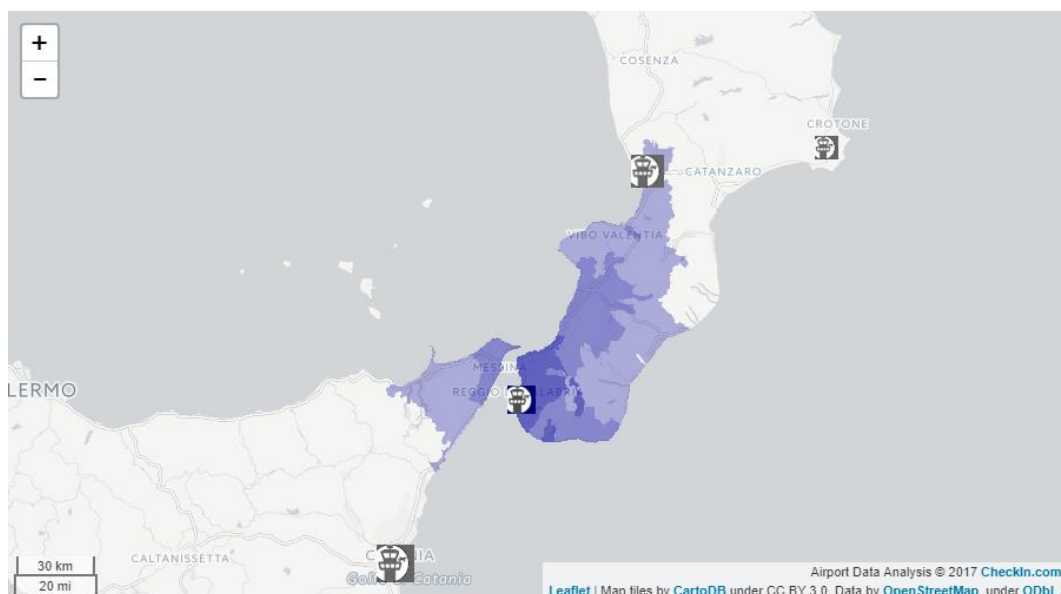 +
COSENZA
−
CROTONE
CATANZARO
VIBO VALENTIA
MESSINA
LERMO
REGGIO
30 km
CALTANISSETTA
20 mi
Catania
Airport Data Analysis © 2017 CheckIn.com
Leaflet | Map tiles by CartoDB under CC BY 3.0. Data by OpenStreetMap, under ODbL.